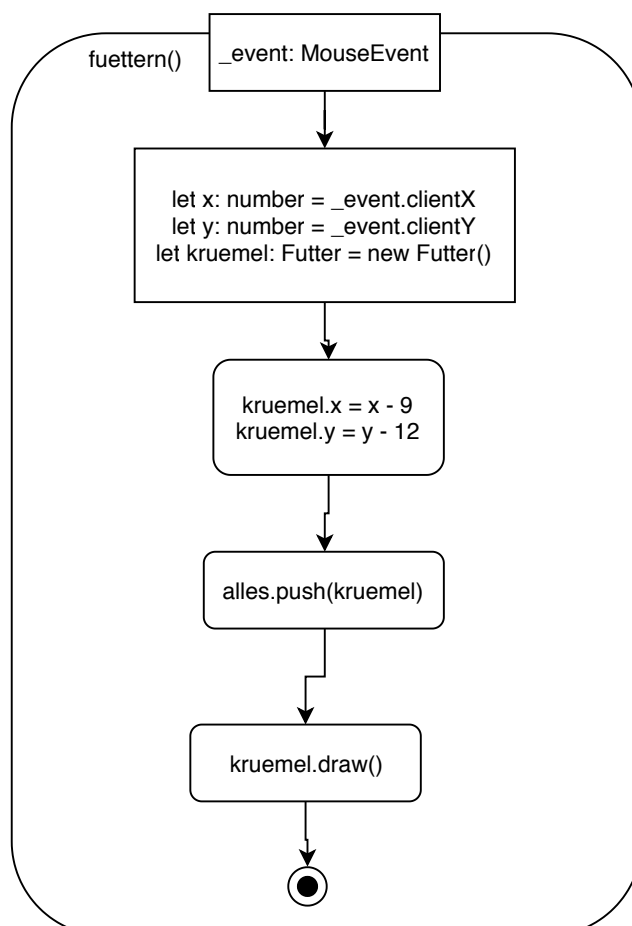 fuettern()
_event: MouseEvent
let x: number = _event.clientX
let y: number = _event.clientY
let kruemel: Futter = new Futter()
kruemel.x = x - 9
kruemel.y = y - 12
alles.push(kruemel)
kruemel.draw()